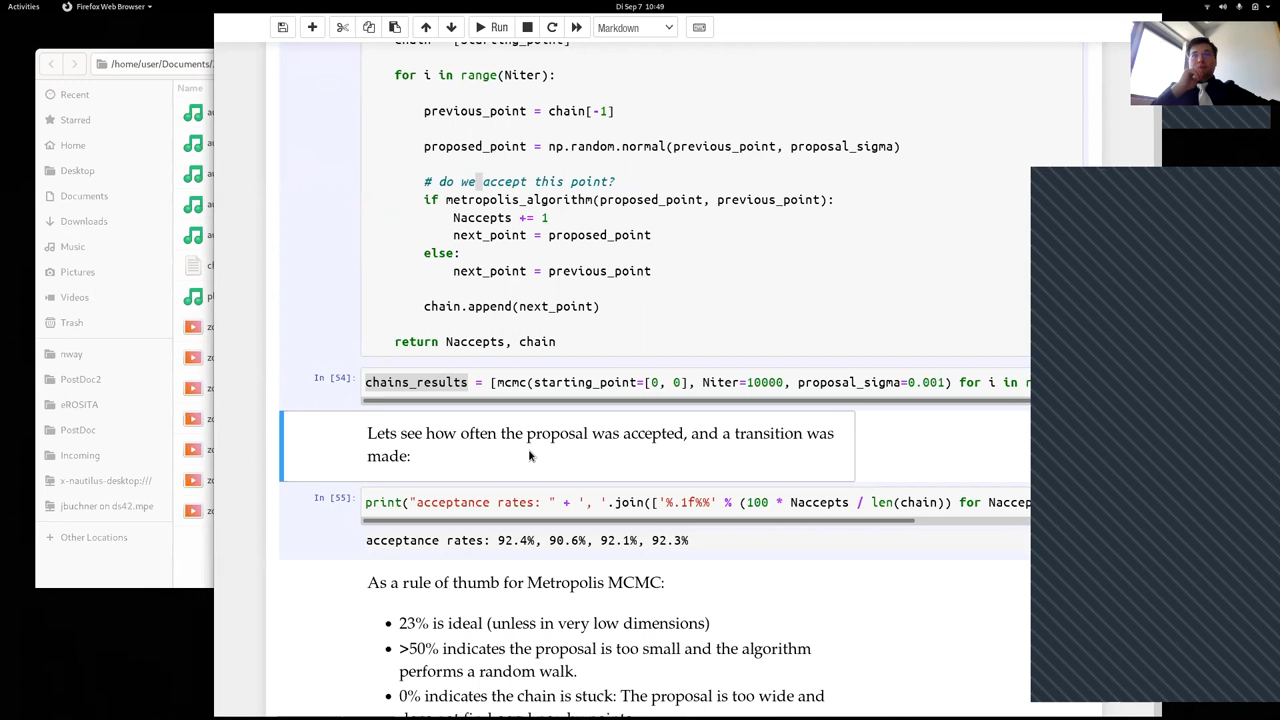 Activities
Firefox Web Browser
Di Sep 7 10:49
Run
Markdown
/home/user/Documents/
Recent
Starred
Home
Desktop
Documents
Downloads
Music
Pictures
Videos
Trash
nway
PostDoc2
eROSITA
PostDoc
Incoming
x-nautilus-desktop:///
jbuchner on ds42.mpe
Other Locations
Name
for i in range(Niter):
previous_point = chain[-1]
proposed_point = np.random.normal(previous_point, proposal_sigma)
# do we accept this point?
if metropolis_algorithm(proposed_point, previous_point):
Naccepts += 1
next_point = proposed_point
else:
next_point = previous_point
chain.append(next_point)
return Naccepts, chain
In [54]:
chains_results = [mcmc(starting_point=[0, 0], Niter=10000, proposal_sigma=0.001) for i in
Lets see how often the proposal was accepted, and a transition was
made:
In [55]:
print("acceptance rates: " + ', '.join(['%.1f%%' % (100 * Naccepts / len(chain)) for Naccep
acceptance rates: 92.4%, 90.6%, 92.1%, 92.3%
As a rule of thumb for Metropolis MCMC:
• 23% is ideal (unless in very low dimensions)
• >50% indicates the proposal is too small and the algorithm
performs a random walk.
• 0% indicates the chain is stuck: The proposal is too wide and